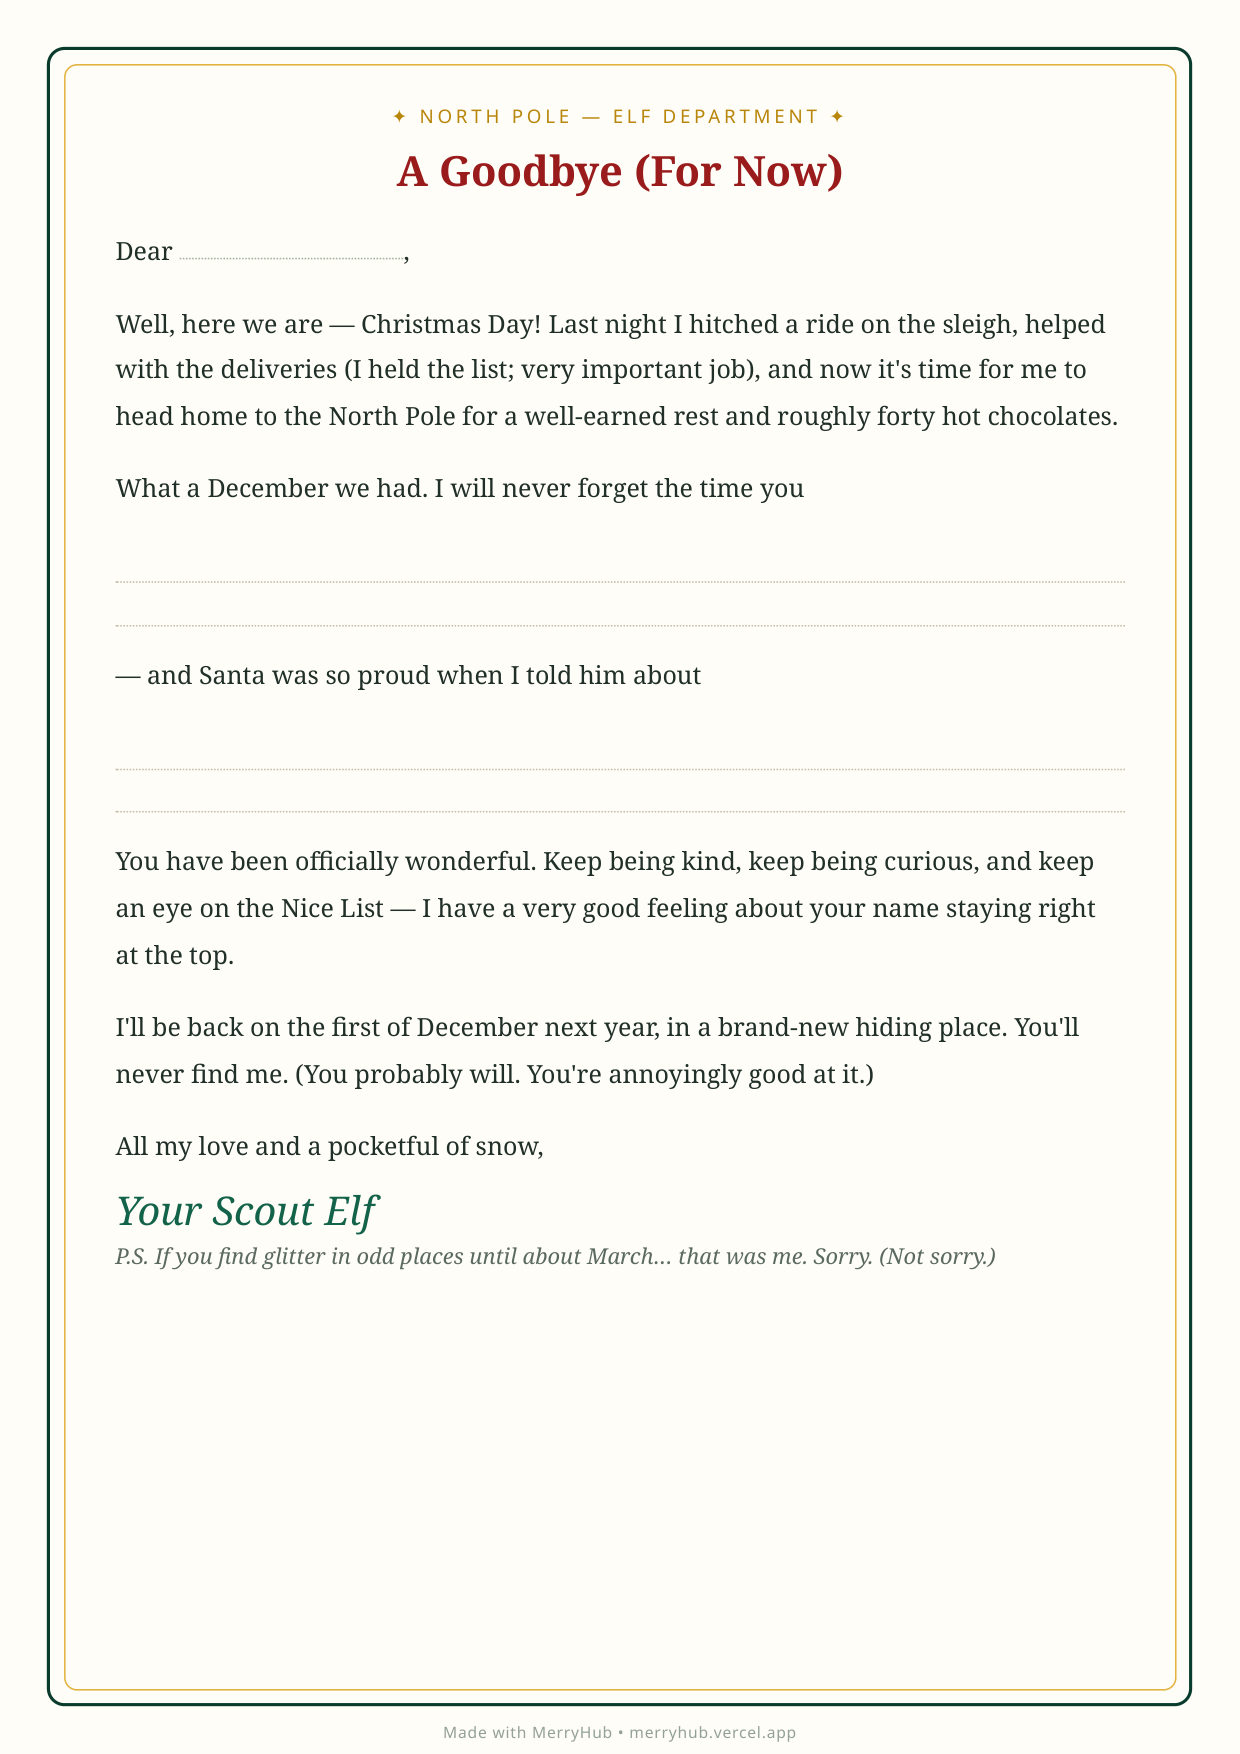 ✦ NORTH POLE — ELF DEPARTMENT ✦
A Goodbye (For Now)
Dear ,
Well, here we are — Christmas Day! Last night I hitched a ride on the sleigh, helped
with the deliveries (I held the list; very important job), and now it's time for me to
head home to the North Pole for a well-earned rest and roughly forty hot chocolates.
What a December we had. I will never forget the time you
— and Santa was so proud when I told him about
You have been officially wonderful. Keep being kind, keep being curious, and keep
an eye on the Nice List — I have a very good feeling about your name staying right
at the top.
I'll be back on the first of December next year, in a brand-new hiding place. You'll
never find me. (You probably will. You're annoyingly good at it.)
All my love and a pocketful of snow,
Your Scout Elf
P.S. If you find glitter in odd places until about March… that was me. Sorry. (Not sorry.)
Made with MerryHub • merryhub.vercel.app